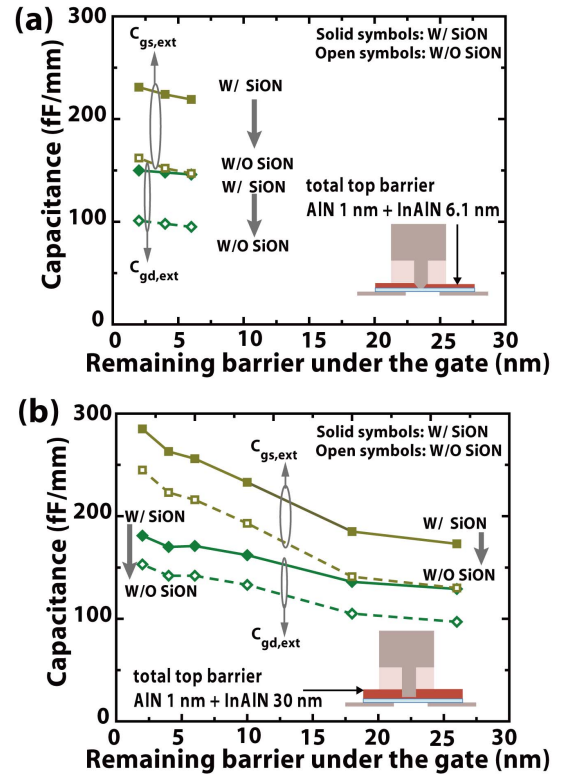 (a)
300
200
100
0
Capacitance (fF/mm)
C gs,ext
Solid symbols: W/ SiON
Open symbols: W/O SiON
W/ SiON
W/O SiON
W/ SiON
W/O SiON
C gd,ext
total top barrier
AlN 1 nm + InAlN 6.1 nm
0 5 10 15 20 25 30
Remaining barrier under the gate (nm)
(b)
300
200
100
0
Capacitance (fF/mm)
Solid symbols: W/ SiON
Open symbols: W/O SiON
C gs,ext
W/ SiON
W/O SiON
W/ SiON
W/O SiON
C gd,ext
total top barrier
AlN 1 nm + InAlN 30 nm
0 5 10 15 20 25 30
Remaining barrier under the gate (nm)